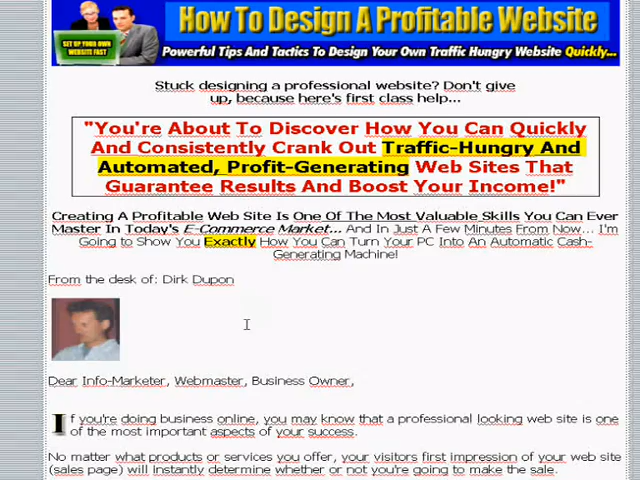 How To Design A Profitable Website
SET UP YOUR OWN
WEBSITE FAST
Powerful Tips And Tactics To Design Your Own Traffic Hungry Website Quickly...
Stuck designing a professional website? Don't give
up, because here's first class help...
"You're About To Discover How You Can Quickly
And Consistently Crank Out Traffic-Hungry And
Automated, Profit-Generating Web Sites That
Guarantee Results And Boost Your Income!"
Creating A Profitable Web Site Is One Of The Most Valuable Skills You Can Ever
Master In Today's E-Commerce Market... And In Just A Few Minutes From Now... I'm
Going to Show You Exactly How You Can Turn Your PC Into An Automatic Cash-
Generating Machine!
From the desk of: Dirk Dupon
Dear Info-Marketer, Webmaster, Business Owner,
If you're doing business online, you may know that a professional looking web site is one
of the most important aspects of your success.
No matter what products or services you offer, your visitors first impression of your web site
(sales page) will instantly determine whether or not you're going to make the sale.